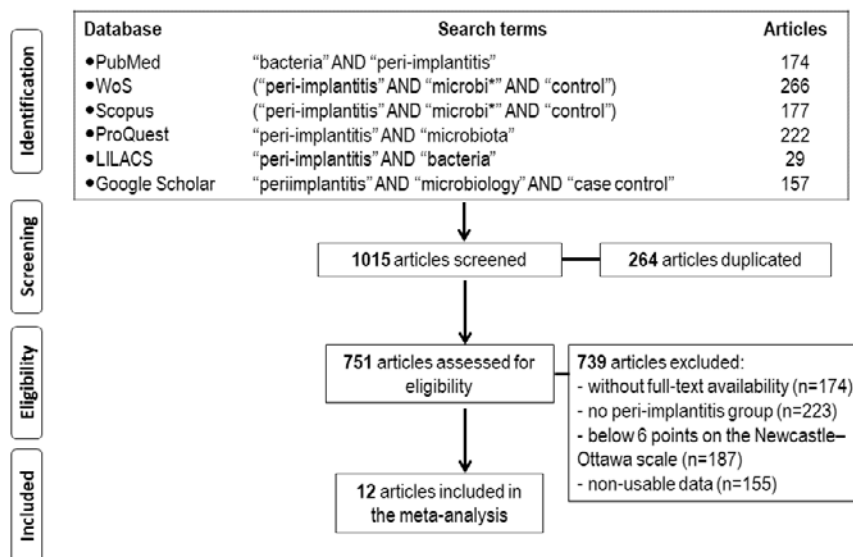 Identification
Database Search terms Articles
●PubMed “bacteria” AND “peri-implantitis” 174
●WoS (“peri-implantitis” AND “microbi*” AND “control”) 266
●Scopus (“peri-implantitis” AND “microbi*” AND “control”) 177
●ProQuest “peri-implantitis” AND “microbiota” 222
●LILACS “peri-implantitis” AND “bacteria” 29
●Google Scholar “periimplantitis” AND “microbiology” AND “case control” 157
Screening
1015 articles screened
264 articles duplicated
Eligibility
751 articles assessed for
eligibility
739 articles excluded:
- without full-text availability (n=174)
- no peri-implantitis group (n=223)
- below 6 points on the Newcastle–
Ottawa scale (n=187)
- non-usable data (n=155)
Included
12 articles included in
the meta-analysis